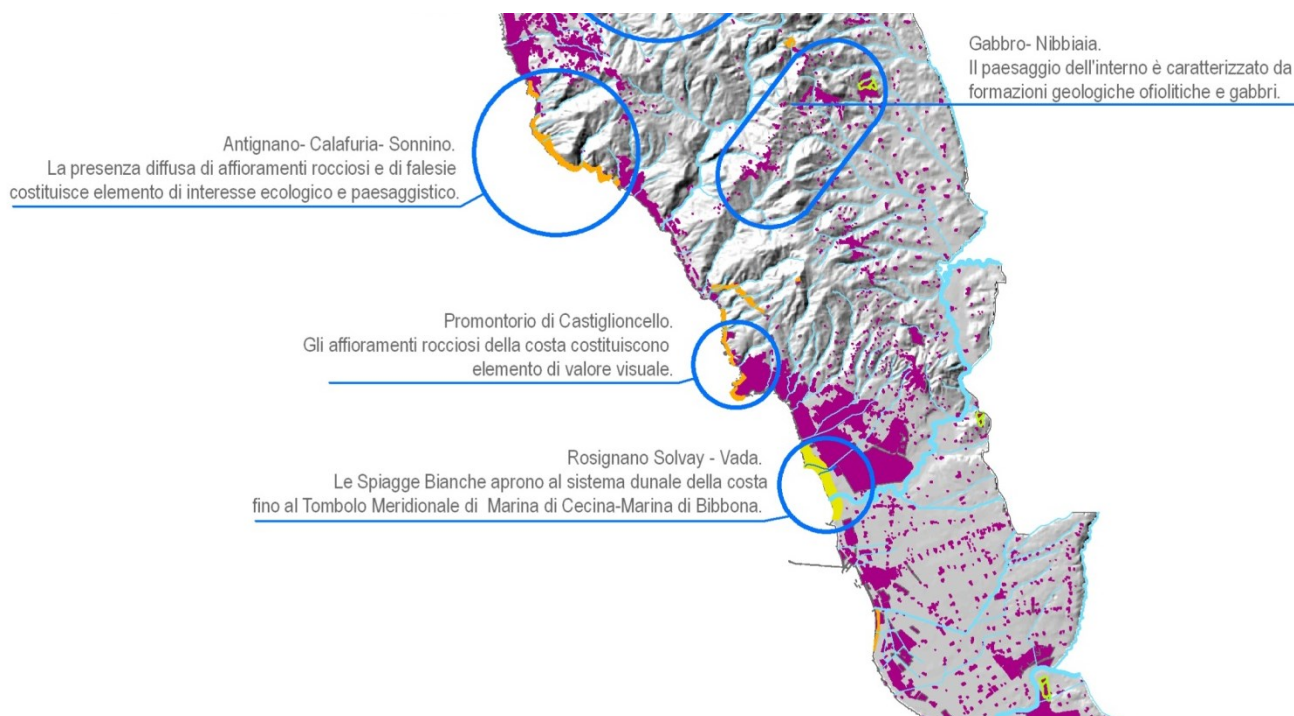 Gabbro- Nibbiaia.
Il paesaggio dell'interno è caratterizzato da
formazioni geologiche ofiolitiche e gabbri.
Antignano- Calafuria- Sonnino.
La presenza diffusa di affioramenti rocciosi e di falesie
costituisce elemento di interesse ecologico e paesaggistico.
Promontorio di Castiglioncello.
Gli affioramenti rocciosi della costa costituiscono
elemento di valore visuale.
Rosignano Solvay - Vada.
Le Spiagge Bianche aprono al sistema dunale della costa
fino al Tombolo Meridionale di Marina di Cecina-Marina di Bibbona.